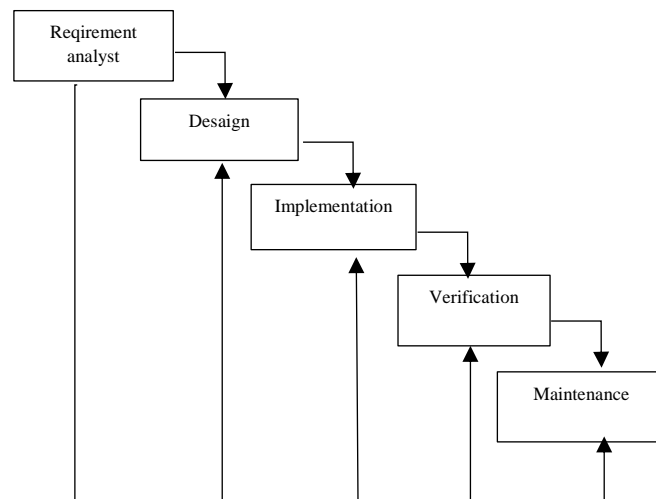 Reqirement
analyst
Desaign
Implementation
Verification
Maintenance